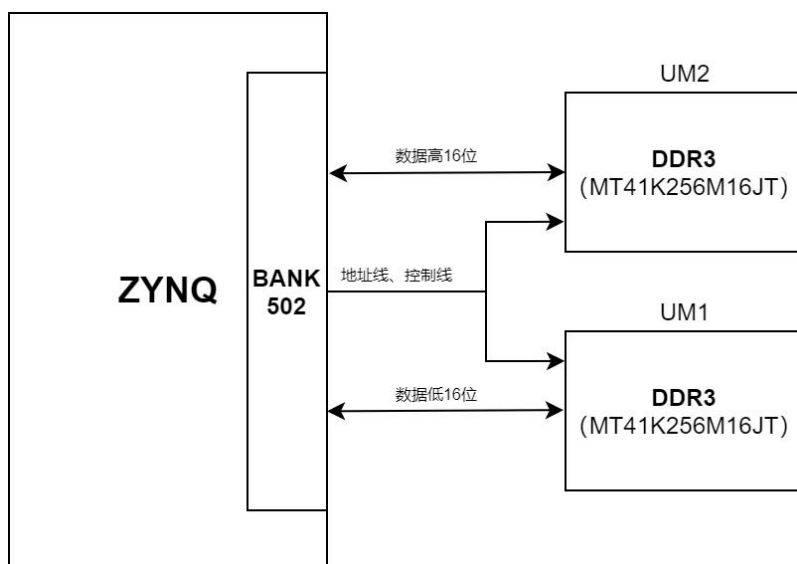 UM2
数据高16位
DDR3
(MT41K256M16JT)
ZYNQ
BANK
502
地址线、控制线
UM1
数据低16位
DDR3
(MT41K256M16JT)